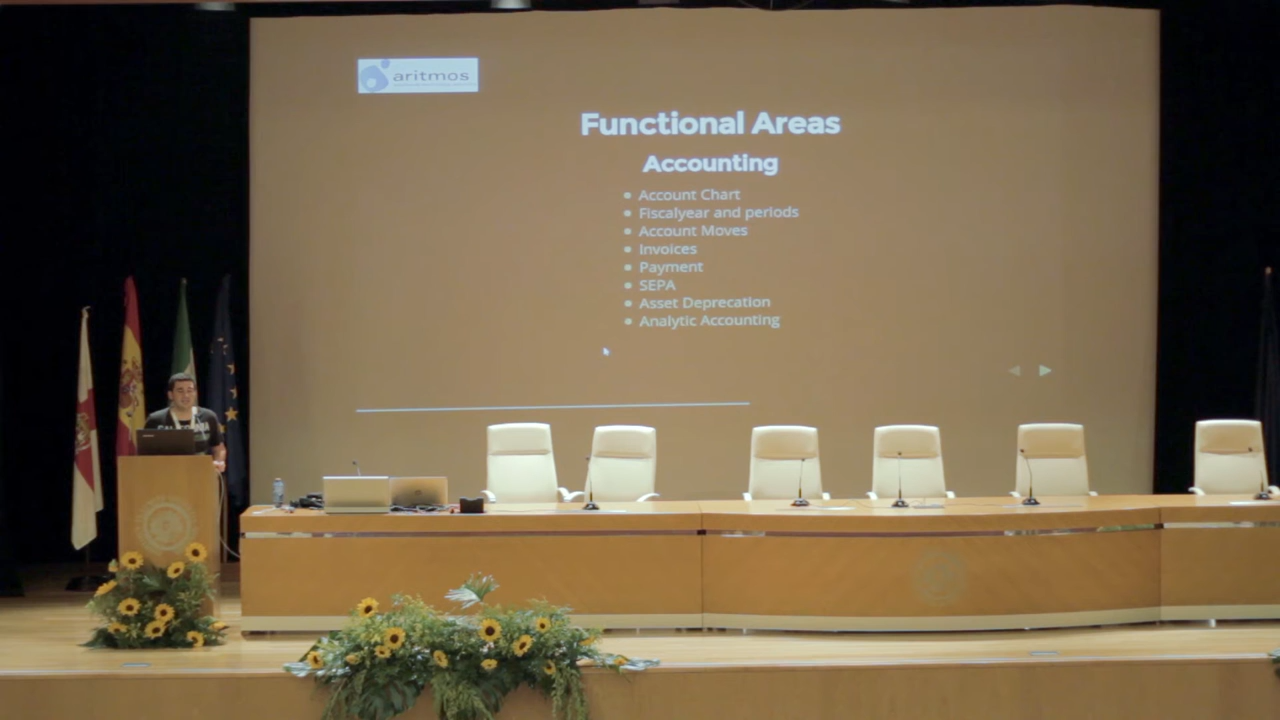 aritmos
Functional Areas
Accounting
Account Chart
Fiscalyear and periods
Account Moves
Invoices
Payment
SEPA
Asset Deprecation
Analytic Accounting